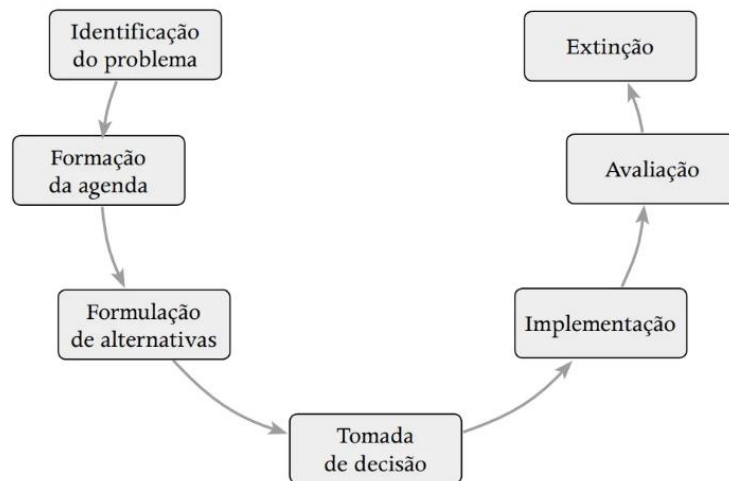 Identificação
do problema
Formação
da agenda
Formulação
de alternativas
Tomada
de decisão
Implementação
Avaliação
Extinção